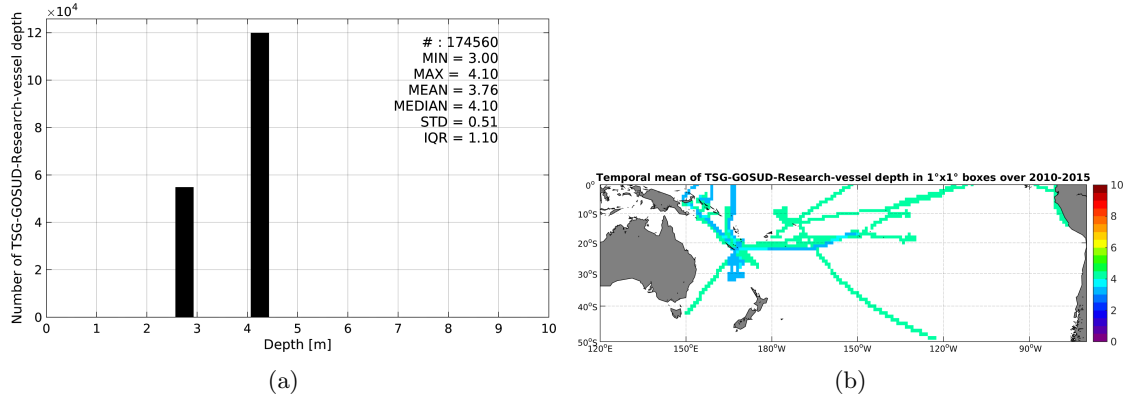 ×10⁴
12
10
8
6
4
2
0
0 1 2 3 4 5 6 7 8 9 10
Number of TSG-GOSUD-Research-vessel depth
Depth [m]
# : 174560
MIN = 3.00
MAX = 4.10
MEAN = 3.76
MEDIAN = 4.10
STD = 0.51
IQR = 1.10
(a)
Temporal mean of TSG-GOSUD-Research-vessel depth in 1°x1° boxes over 2010-2015
0°
10°S
20°S
30°S
40°S
50°S
120°E 150°E 180°W 150°W 120°W 90°W
10
8
6
4
2
0
(b)